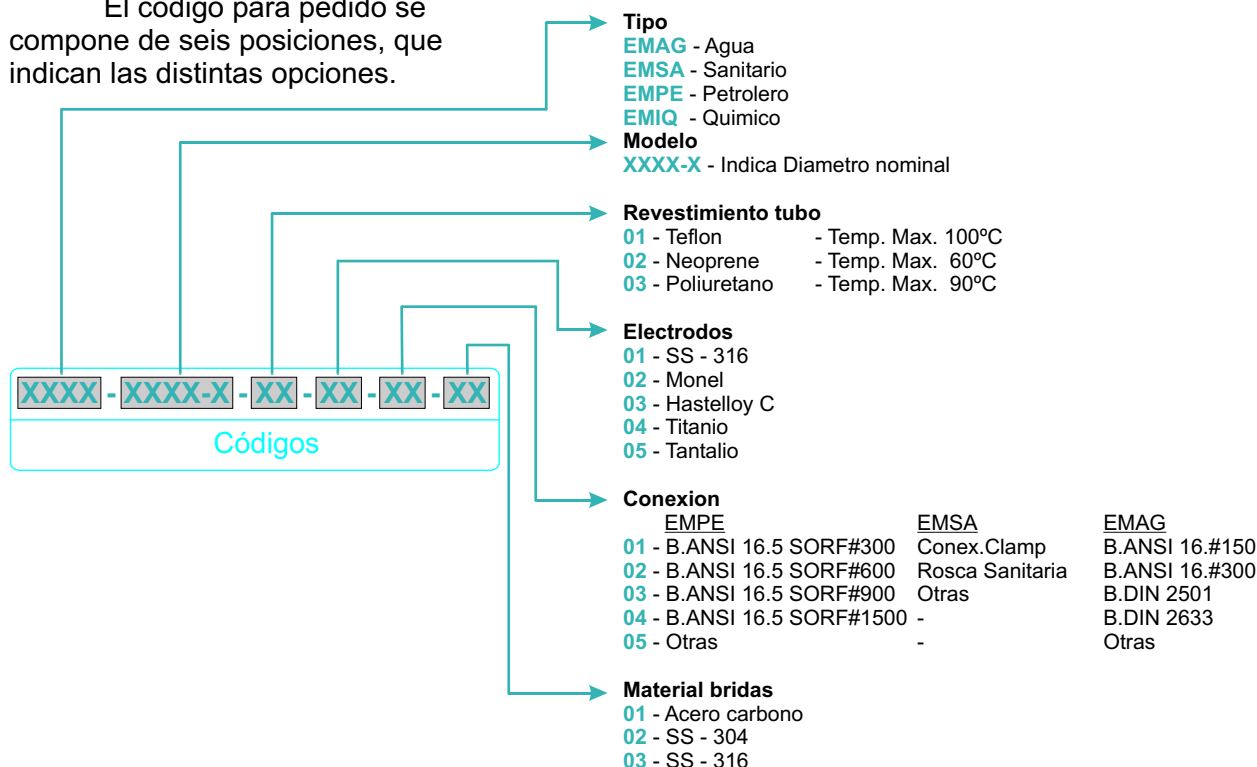 El código para pedido se
compone de seis posiciones, que
indican las distintas opciones.
Tipo
EMAG - Agua
EMSA - Sanitario
EMPE - Petrolero
EMIQ - Quimico
Modelo
XXXX-X - Indica Diametro nominal
Revestimiento tubo
01 - Teflon - Temp. Max. 100ºC
02 - Neoprene - Temp. Max. 60ºC
03 - Poliuretano - Temp. Max. 90ºC
Electrodos
01 - SS - 316
02 - Monel
03 - Hastelloy C
04 - Titanio
05 - Tantalio
XXXX - XXXX-X - XX - XX - XX - XX
Códigos
Conexion
EMPE EMSA EMAG
01 - B.ANSI 16.5 SORF#300 Conex.Clamp B.ANSI 16.#150
02 - B.ANSI 16.5 SORF#600 Rosca Sanitaria B.ANSI 16.#300
03 - B.ANSI 16.5 SORF#900 Otras B.DIN 2501
04 - B.ANSI 16.5 SORF#1500 - B.DIN 2633
05 - Otras - Otras
Material bridas
01 - Acero carbono
02 - SS - 304
03 - SS - 316